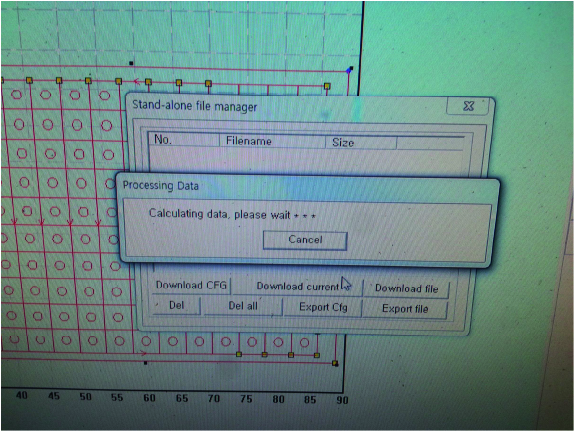 Stand-alone file manager
No. Filename Size
Processing Data
Calculating data, please wait * * *
Cancel
Download CFG Download current Download file
Del Del all Export Cfg Export file
40 45 50 55 60 65 70 75 80 85 90